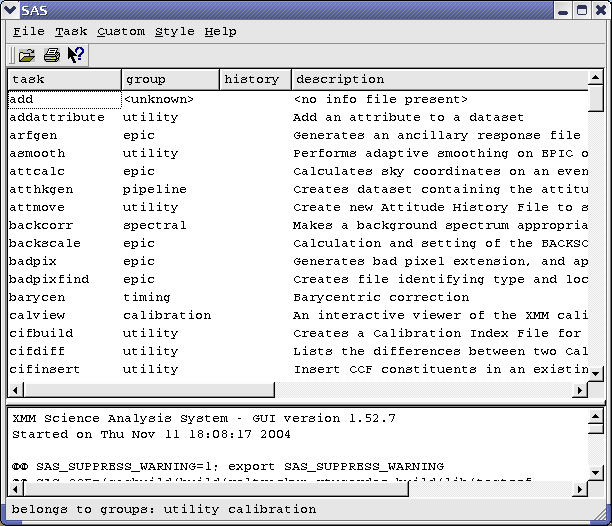 SAS
File Task Custom Style Help
task group history description
add <unknown> <no info file present>
addattribute utility Add an attribute to a dataset
arfgen epic Generates an ancillary response file
asmooth utility Performs adaptive smoothing on EPIC o
attcalc epic Calculates sky coordinates on an even
atthkgen pipeline Creates dataset containing the attitu
attmove utility Create new Attitude History File to s
backcorr spectral Makes a background spectrum appropria
backscale epic Calculation and setting of the BACKSC
badpix epic Generates bad pixel extension, and ap
badpixfind epic Creates file identifying type and loc
barycen timing Barycentric correction
calview calibration An interactive viewer of the XMM cali
cifbuild utility Creates a Calibration Index File for
cifdiff utility Lists the differences between two Cal
cifinsert utility Insert CCF constituents in an existin
XMM Science Analysis System - GUI version 1.52.7
Started on Thu Nov 11 18:08:17 2004
@@ SAS_SUPPRESS_WARNING=1; export SAS_SUPPRESS_WARNING
belongs to groups: utility calibration